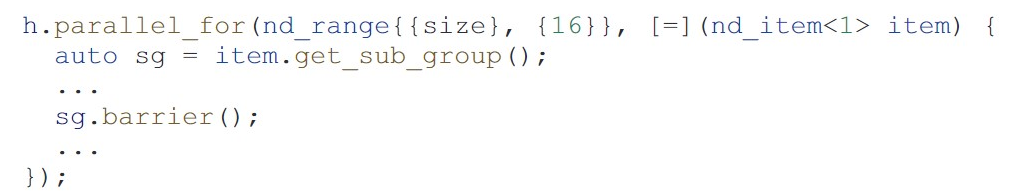 h.parallel_for(nd_range{{size}, {16}}, [=](nd_item<1> item) {
  auto sg = item.get_sub_group();
  ...
  sg.barrier();
  ...
});